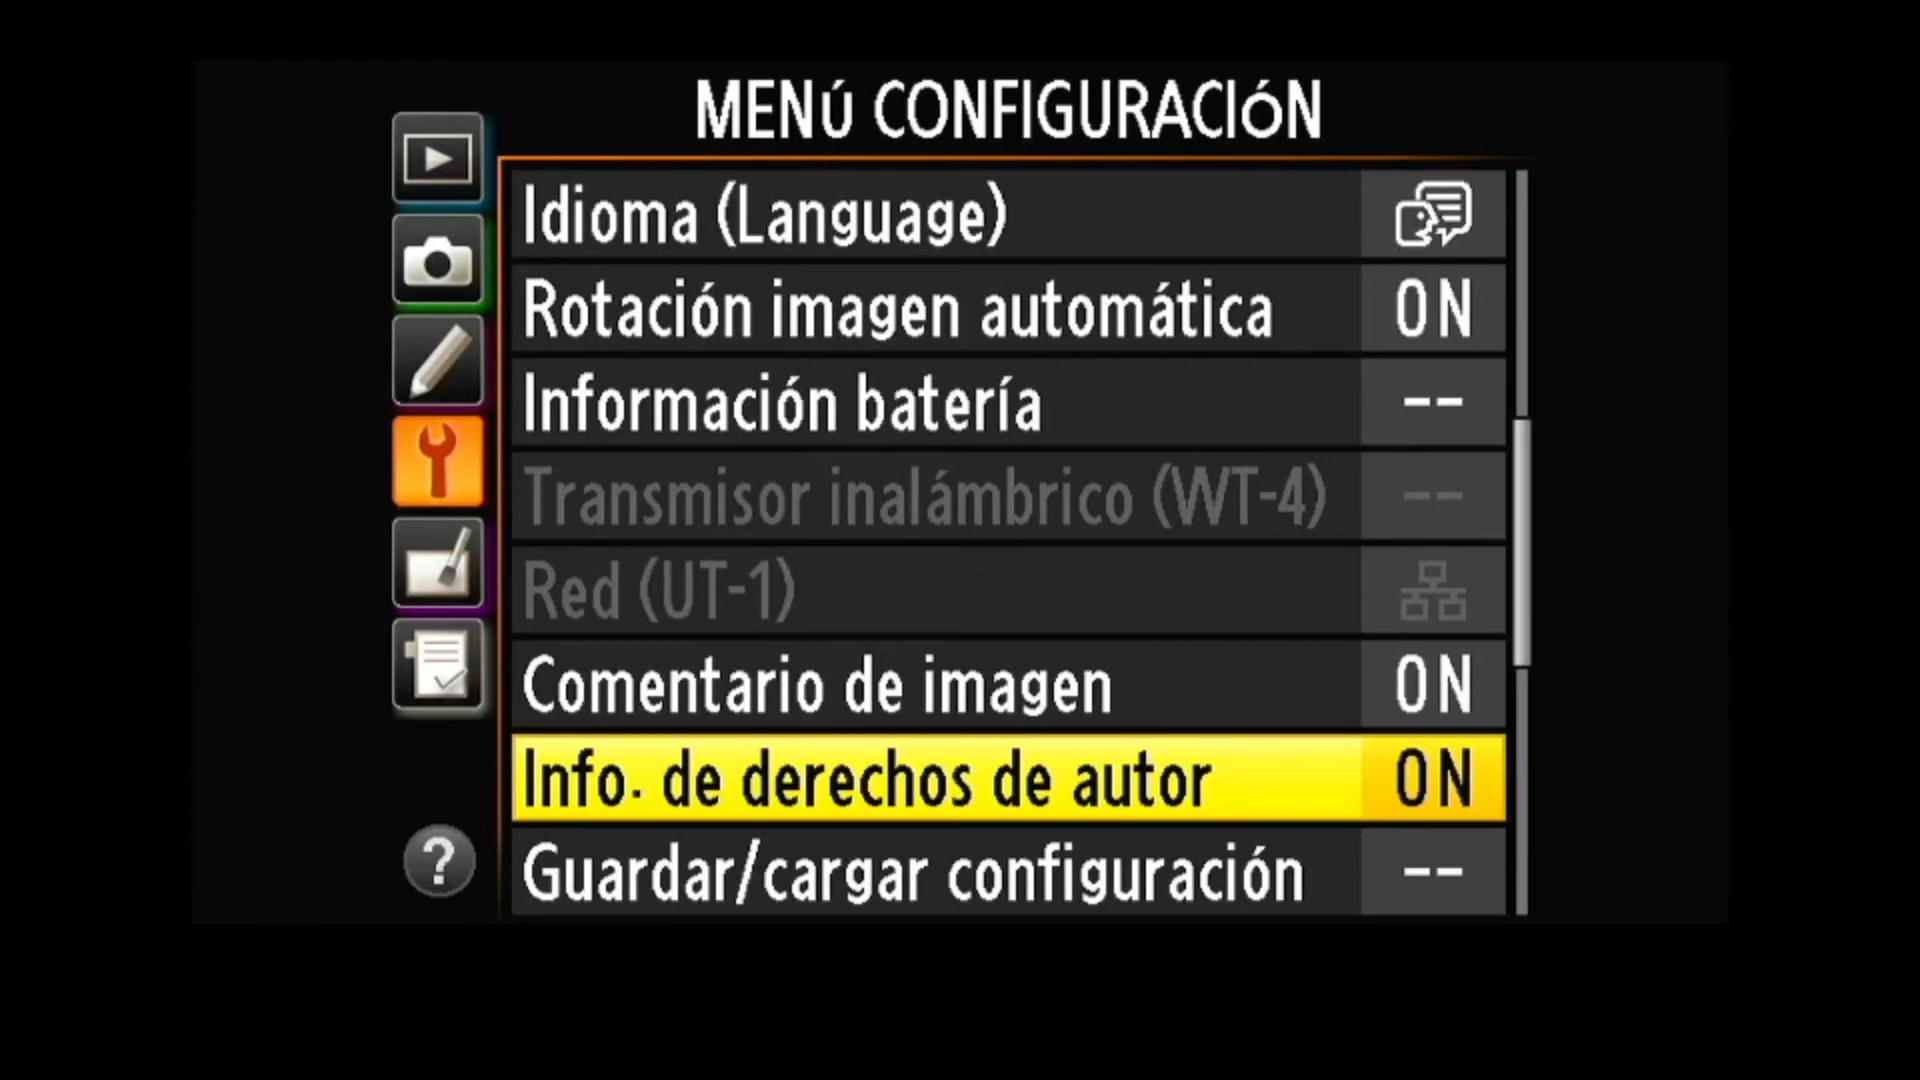 MENÚ CONFIGURACIÓN
Idioma (Language)
Rotación imagen automática ON
Información batería --
Transmisor inalámbrico (WT-4) --
Red (UT-1)
Comentario de imagen ON
Info. de derechos de autor ON
Guardar/cargar configuración --
?